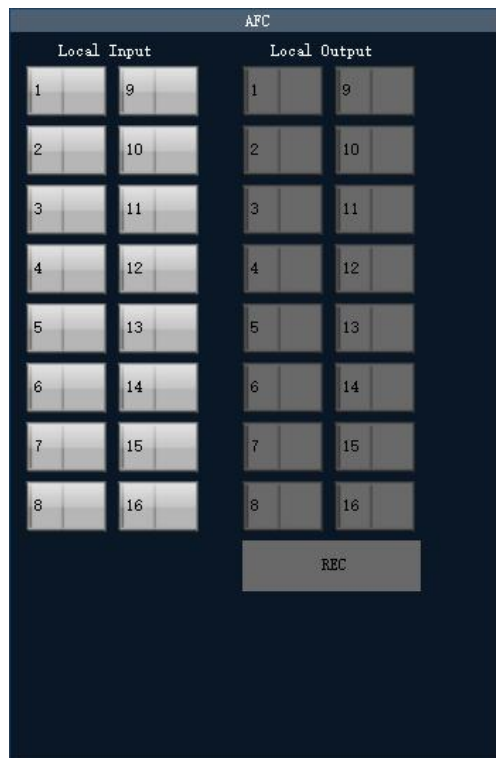 AFC
Local Input Local Output
1 9 1 9
2 10 2 10
3 11 3 11
4 12 4 12
5 13 5 13
6 14 6 14
7 15 7 15
8 16 8 16
REC